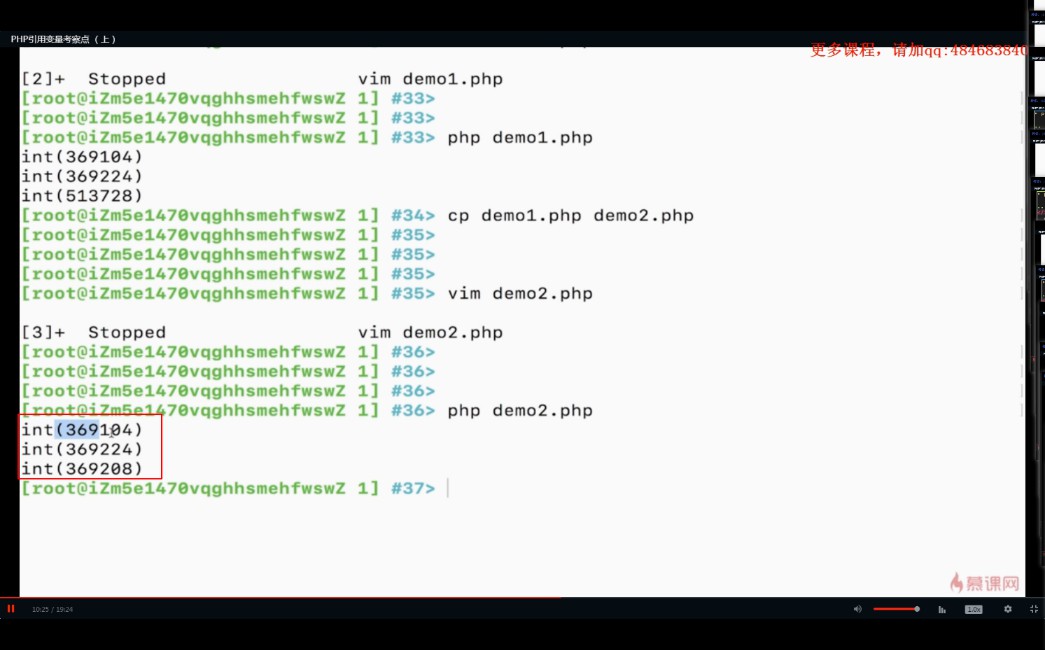 PHP引用变量考察点（上）
更多课程，请加qq:484683840
[2]+  Stopped                 vim demo1.php
[root@iZm5e1470vqghhsmehfwswZ 1] #33>
[root@iZm5e1470vqghhsmehfwswZ 1] #33>
[root@iZm5e1470vqghhsmehfwswZ 1] #33> php demo1.php
int(369104)
int(369224)
int(513728)
[root@iZm5e1470vqghhsmehfwswZ 1] #34> cp demo1.php demo2.php
[root@iZm5e1470vqghhsmehfwswZ 1] #35>
[root@iZm5e1470vqghhsmehfwswZ 1] #35>
[root@iZm5e1470vqghhsmehfwswZ 1] #35>
[root@iZm5e1470vqghhsmehfwswZ 1] #35> vim demo2.php
[3]+  Stopped                 vim demo2.php
[root@iZm5e1470vqghhsmehfwswZ 1] #36>
[root@iZm5e1470vqghhsmehfwswZ 1] #36>
[root@iZm5e1470vqghhsmehfwswZ 1] #36>
[root@iZm5e1470vqghhsmehfwswZ 1] #36> php demo2.php
int(369104)
int(369224)
int(369208)
[root@iZm5e1470vqghhsmehfwswZ 1] #37>
慕课网
10:25 / 19:24
1.0x